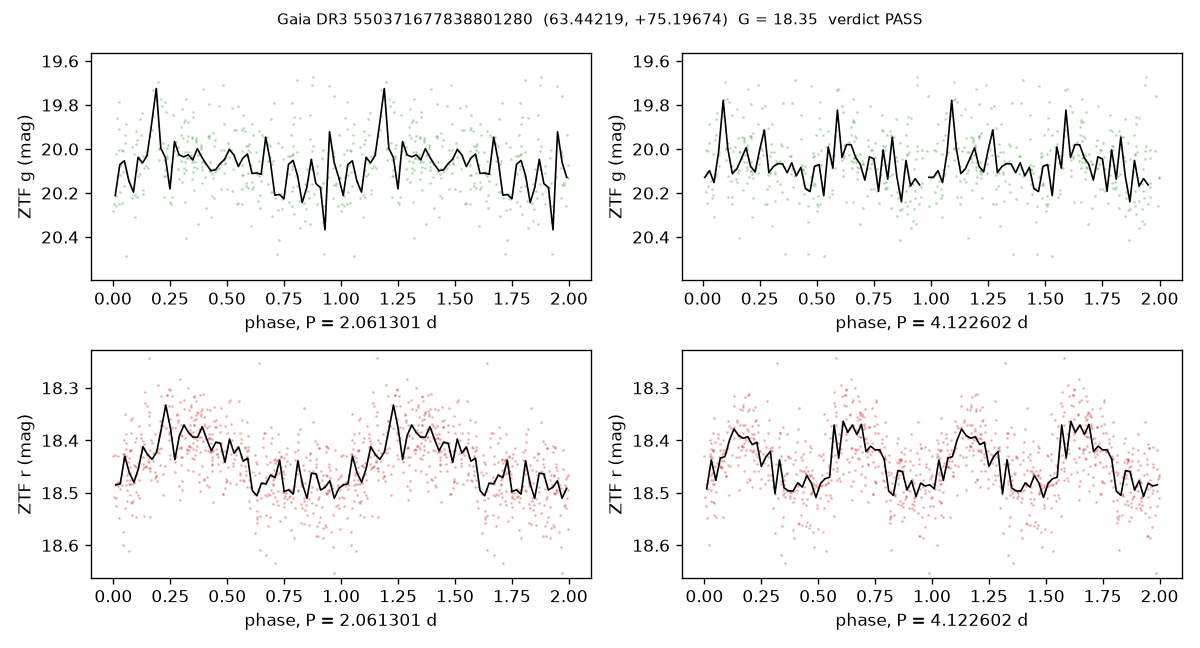 Gaia DR3 550371677838801280 (63.44219, +75.19674) G = 18.35 verdict PASS
ZTF g (mag)
19.6
19.8
20.0
20.2
20.4
0.00 0.25 0.50 0.75 1.00 1.25 1.50 1.75 2.00
phase, P = 2.061301 d
ZTF g (mag)
19.6
19.8
20.0
20.2
20.4
0.00 0.25 0.50 0.75 1.00 1.25 1.50 1.75 2.00
phase, P = 4.122602 d
ZTF r (mag)
18.3
18.4
18.5
18.6
0.00 0.25 0.50 0.75 1.00 1.25 1.50 1.75 2.00
phase, P = 2.061301 d
ZTF r (mag)
18.3
18.4
18.5
18.6
0.00 0.25 0.50 0.75 1.00 1.25 1.50 1.75 2.00
phase, P = 4.122602 d